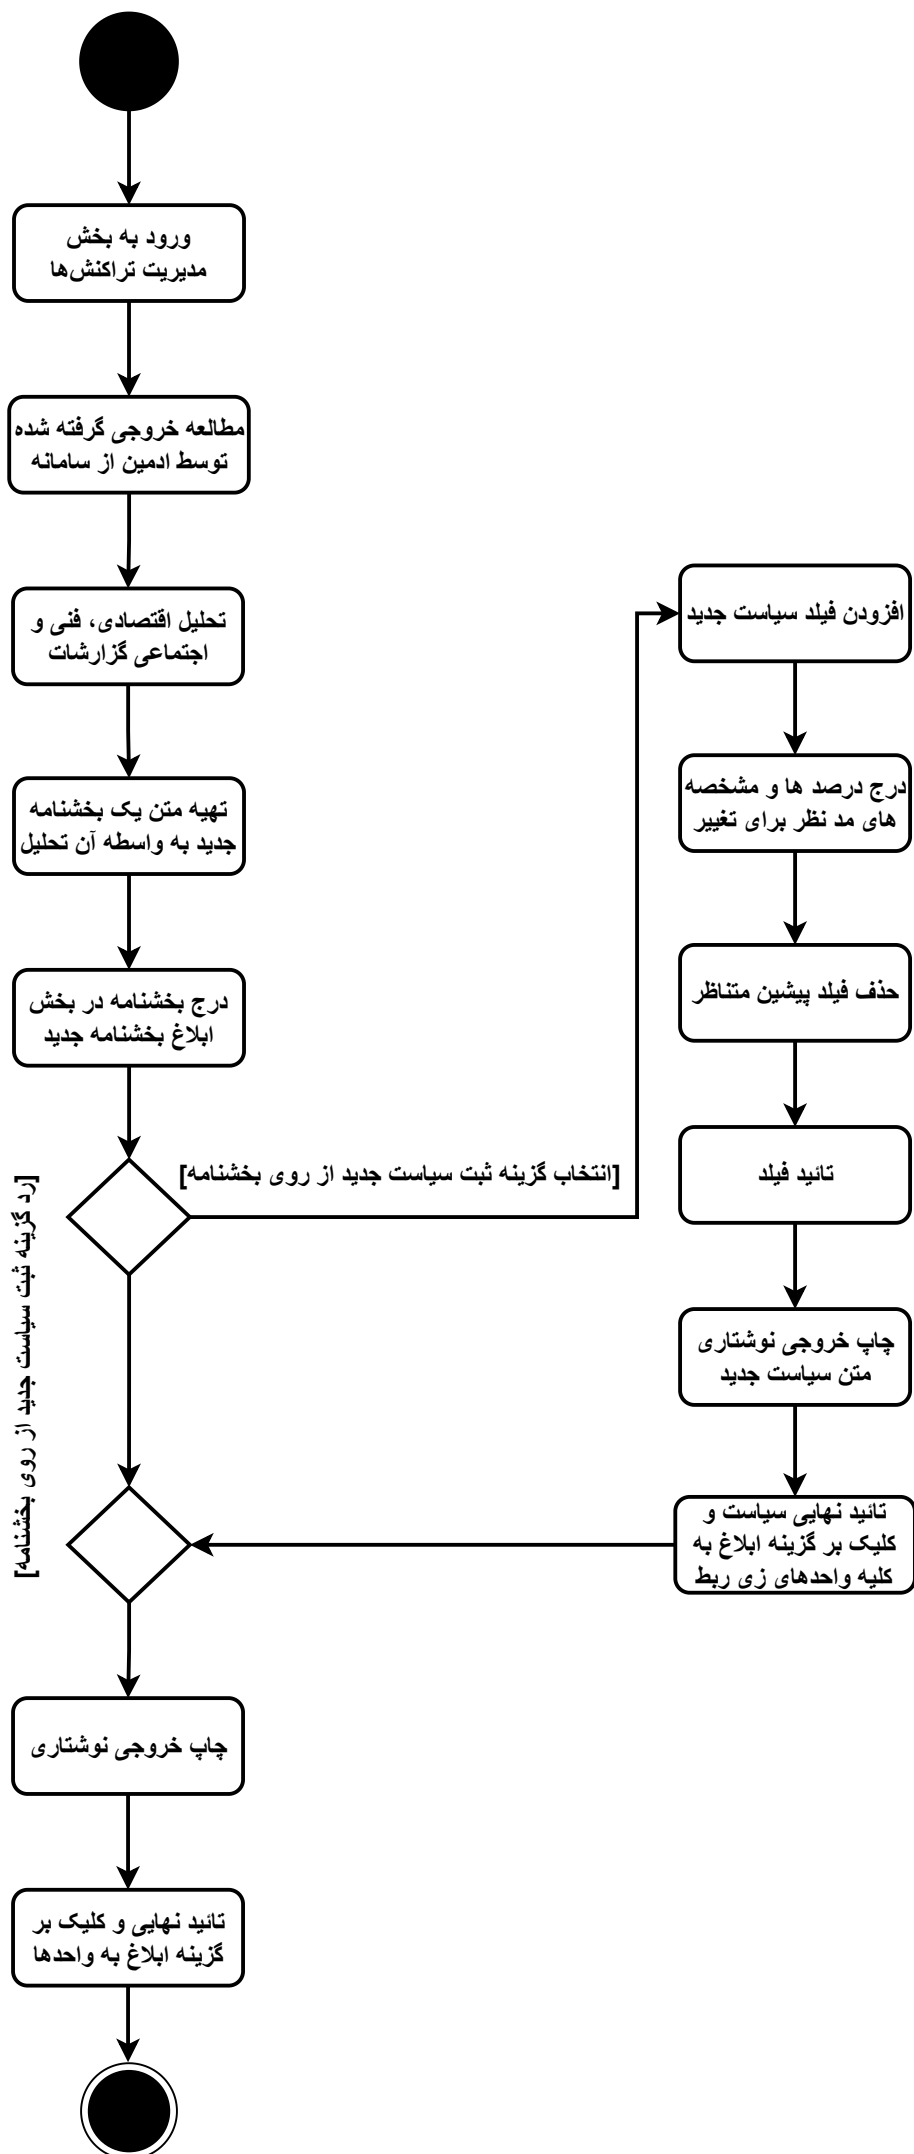 ورود به بخش
مدیریت تراکنش‌ها
مطالعه خروجی گرفته شده
توسط ادمین از سامانه
تحلیل اقتصادی، فنی و
اجتماعی گزارشات
تهیه متن یک بخشنامه
جدید به واسطه آن تحلیل
درج بخشنامه در بخش
ابلاغ بخشنامه جدید
[انتخاب گزینه ثبت سیاست جدید از روی بخشنامه]
[رد گزینه ثبت سیاست جدید از روی بخشنامه]
افزودن فیلد سیاست جدید
درج درصد ها و مشخصه
های مد نظر برای تغییر
حذف فیلد پیشین متناظر
تائید فیلد
چاپ خروجی نوشتاری
متن سیاست جدید
تائید نهایی سیاست و
کلیک بر گزینه ابلاغ به
کلیه واحدهای زی ربط
چاپ خروجی نوشتاری
تائید نهایی و کلیک بر
گزینه ابلاغ به واحدها